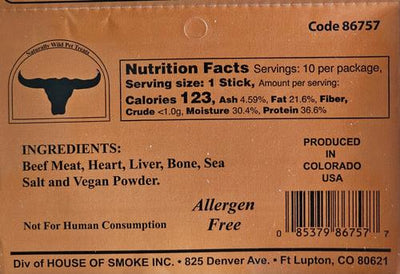 Code 86757
Naturally Wild Pet Treats
Nutrition Facts Servings: 10 per package,
Serving size: 1 Stick, Amount per serving:
Calories 123, Ash 4.59%, Fat 21.6%, Fiber,
Crude <1.0g, Moisture 30.4%, Protein 36.6%
INGREDIENTS:
Beef Meat, Heart, Liver, Bone, Sea
Salt and Vegan Powder.
PRODUCED
IN
COLORADO
USA
Allergen
Free
Not For Human Consumption
0 85379 86757 7
Div of HOUSE OF SMOKE INC. • 825 Denver Ave. • Ft Lupton, CO 80621